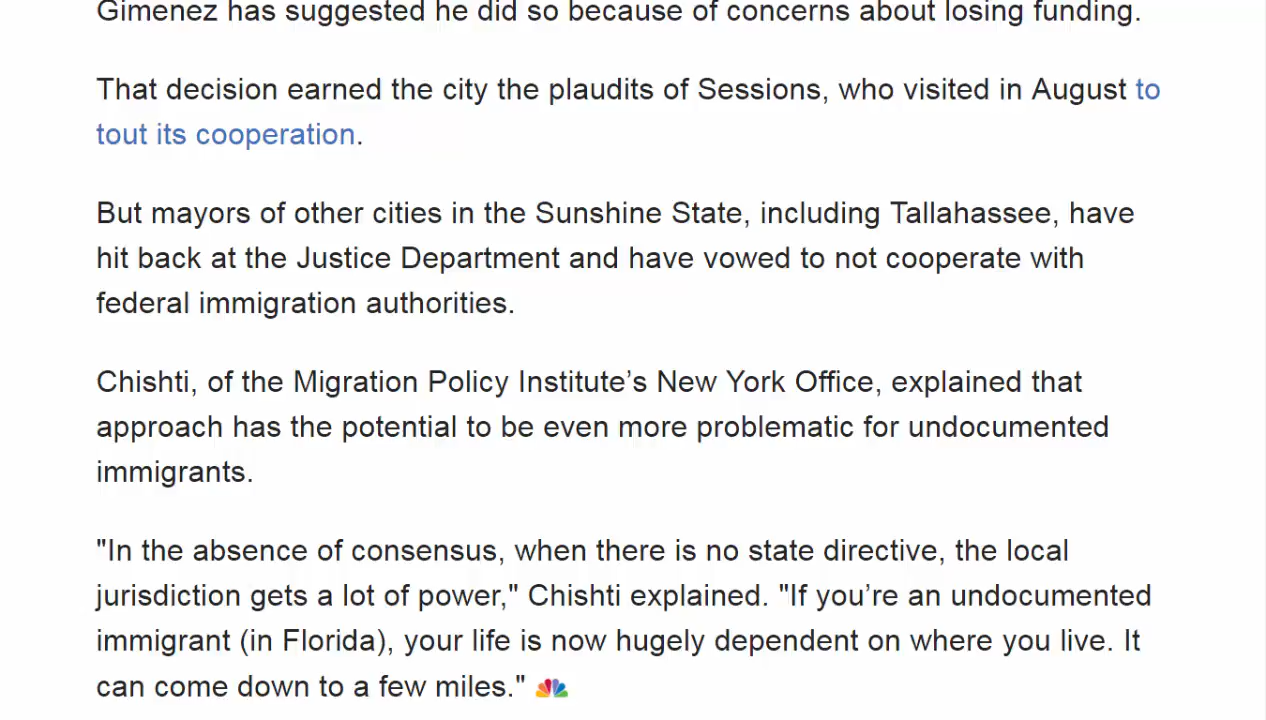 Gimenez has suggested he did so because of concerns about losing funding.
That decision earned the city the plaudits of Sessions, who visited in August to
tout its cooperation.
But mayors of other cities in the Sunshine State, including Tallahassee, have
hit back at the Justice Department and have vowed to not cooperate with
federal immigration authorities.
Chishti, of the Migration Policy Institute’s New York Office, explained that
approach has the potential to be even more problematic for undocumented
immigrants.
"In the absence of consensus, when there is no state directive, the local
jurisdiction gets a lot of power," Chishti explained. "If you’re an undocumented
immigrant (in Florida), your life is now hugely dependent on where you live. It
can come down to a few miles."